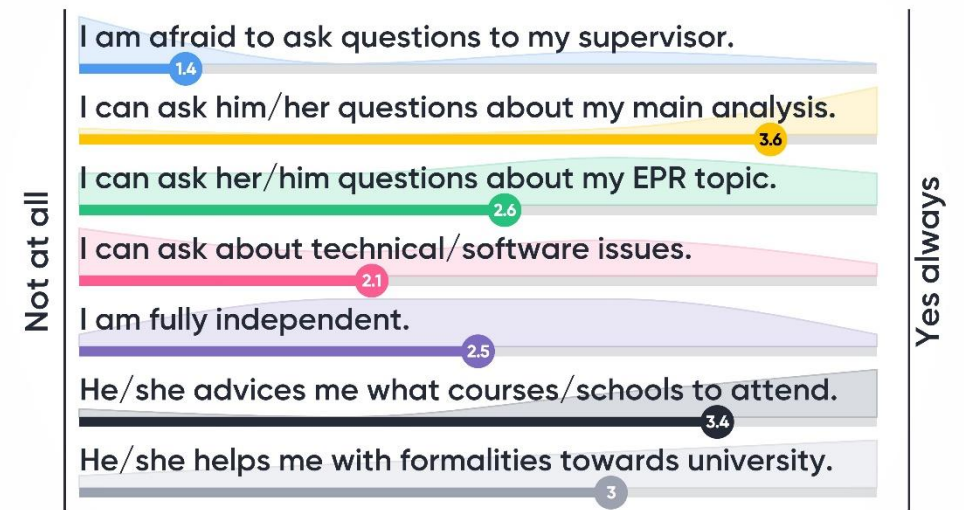 I am afraid to ask questions to my supervisor.
1.4
I can ask him/her questions about my main analysis.
3.6
I can ask her/him questions about my EPR topic.
2.6
I can ask about technical/software issues.
2.1
I am fully independent.
2.5
He/she advices me what courses/schools to attend.
3.4
He/she helps me with formalities towards university.
3
Not at all
Yes always